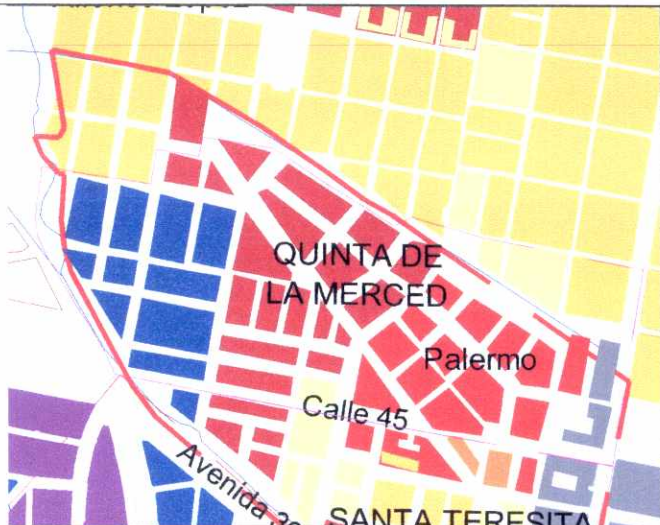 QUINTA DE
LA MERCED
Palermo
Calle 45
Avenida
SANTA TERESITA